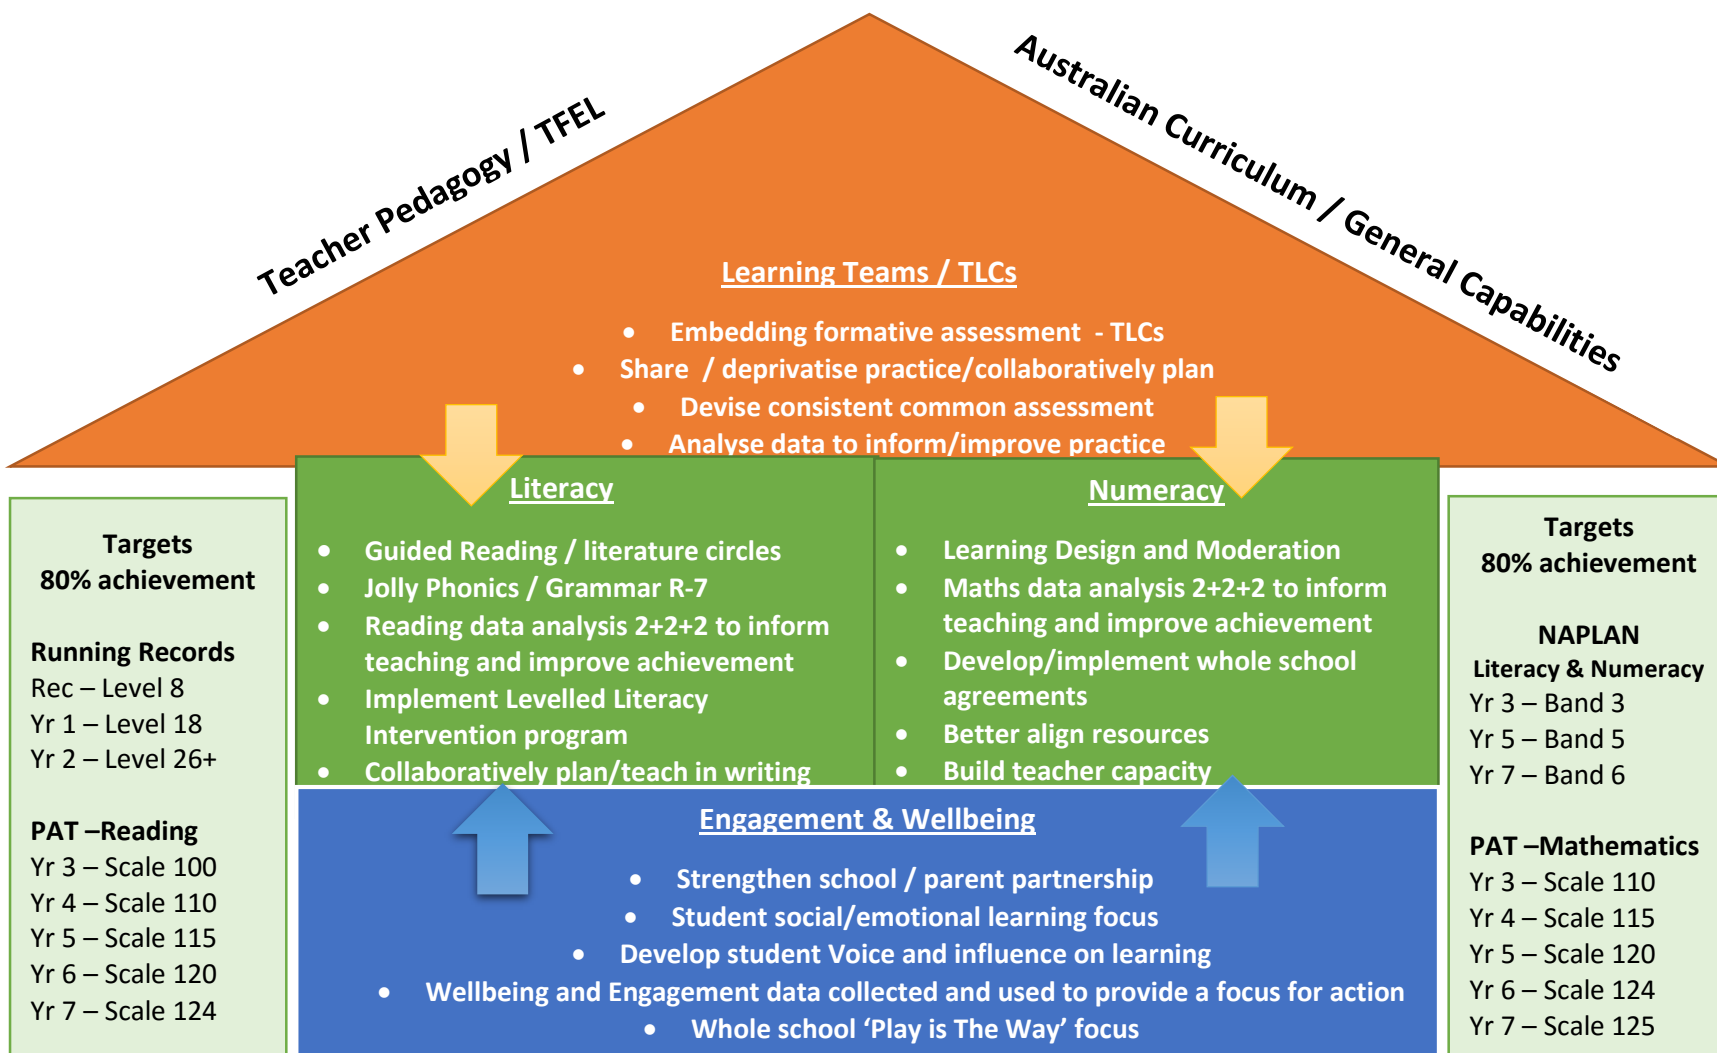 Teacher Pedagogy / TFEL
Australian Curriculum / General Capabilities
Learning Teams / TLCs
• Embedding formative assessment - TLCs
• Share / deprivatise practice/collaboratively plan
• Devise consistent common assessment
• Analyse data to inform/improve practice
Targets
80% achievement
Running Records
Rec – Level 8
Yr 1 – Level 18
Yr 2 – Level 26+
PAT –Reading
Yr 3 – Scale 100
Yr 4 – Scale 110
Yr 5 – Scale 115
Yr 6 – Scale 120
Yr 7 – Scale 124
Literacy
• Guided Reading / literature circles
• Jolly Phonics / Grammar R-7
• Reading data analysis 2+2+2 to inform
teaching and improve achievement
• Implement Levelled Literacy
Intervention program
• Collaboratively plan/teach in writing
Numeracy
• Learning Design and Moderation
• Maths data analysis 2+2+2 to inform
teaching and improve achievement
• Develop/implement whole school
agreements
• Better align resources
• Build teacher capacity
Targets
80% achievement
NAPLAN
Literacy & Numeracy
Yr 3 – Band 3
Yr 5 – Band 5
Yr 7 – Band 6
PAT –Mathematics
Yr 3 – Scale 110
Yr 4 – Scale 115
Yr 5 – Scale 120
Yr 6 – Scale 124
Yr 7 – Scale 125
Engagement & Wellbeing
• Strengthen school / parent partnership
• Student social/emotional learning focus
• Develop student Voice and influence on learning
• Wellbeing and Engagement data collected and used to provide a focus for action
• Whole school ‘Play is The Way’ focus